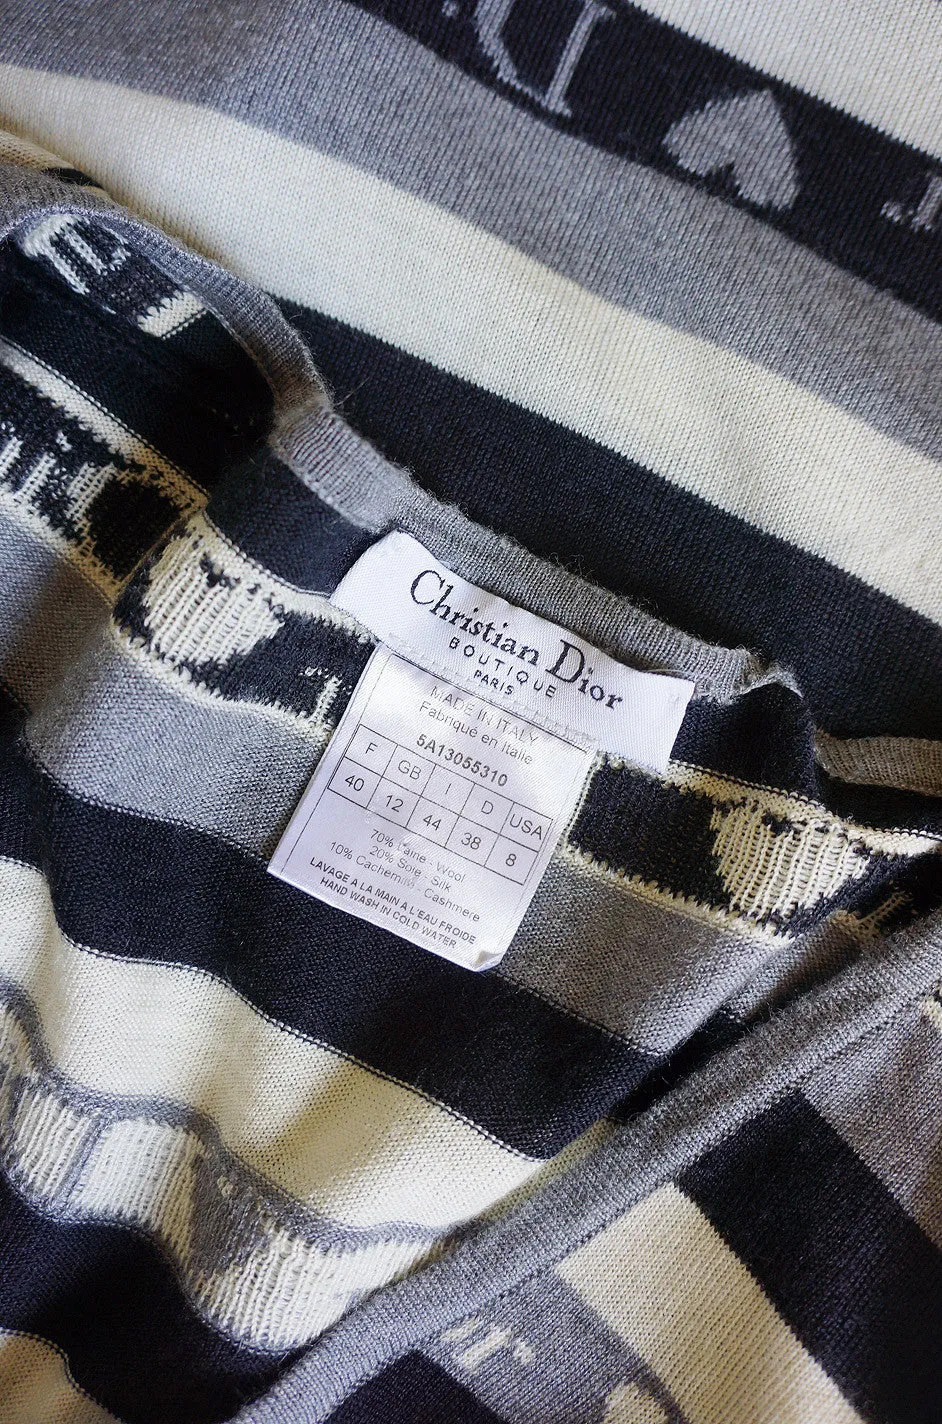 D
r
Christian Dior
BOUTIQUE
PARIS
MADE IN ITALY
Fabriqué en Italie
5A13055310
F GB I D USA
40 12 44 38 8
70% Laine - Wool
20% Soie - Silk
10% Cachemire - Cashmere
LAVAGE A LA MAIN A L'EAU FROIDE
HAND WASH IN COLD WATER
r